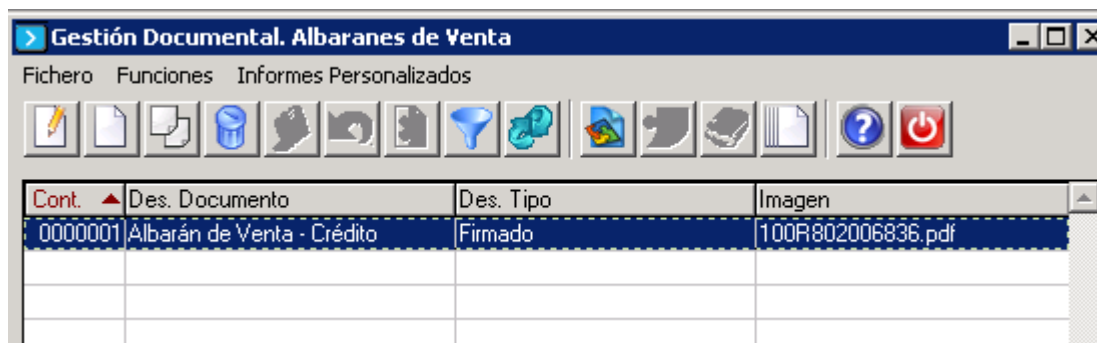 Gestión Documental. Albaranes de Venta
Fichero Funciones Informes Personalizados
Cont. Des. Documento Des. Tipo Imagen
0000001 Albarán de Venta - Crédito Firmado 100R802006836.pdf